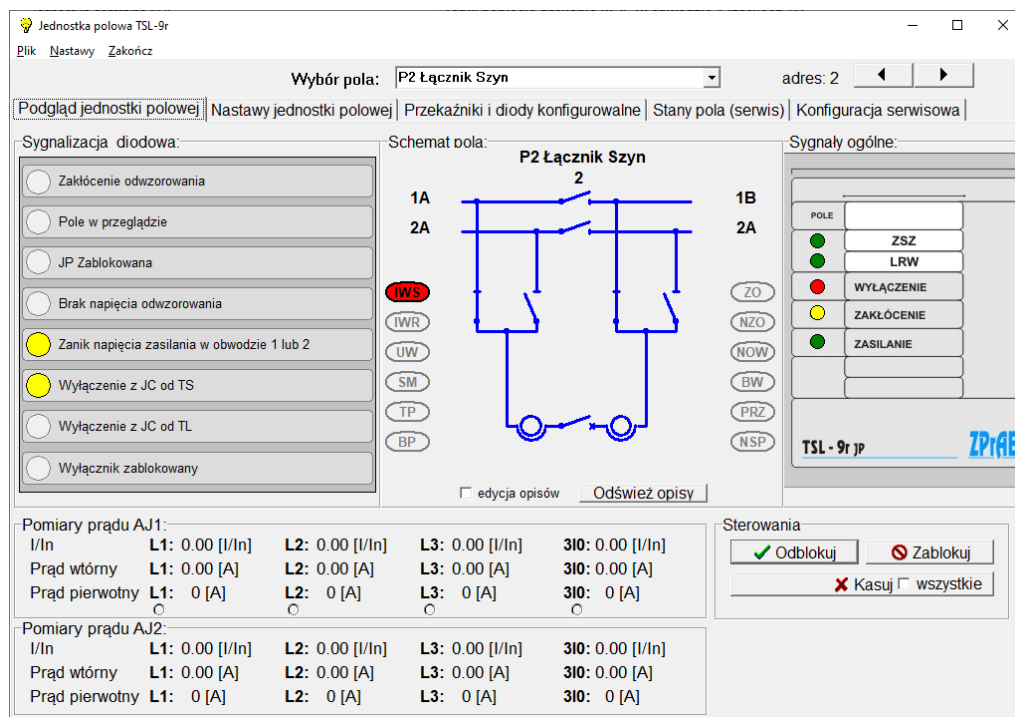 Jednostka polowa TSL-9r
Plik Nastawy Zakończ
Wybór pola: P2 Łącznik Szyn adres: 2
Podgląd jednostki polowej Nastawy jednostki polowej Przekaźniki i diody konfigurowalne Stany pola (serwis) Konfiguracja serwisowa
Sygnalizacja diodowa:
Zakłócenie odwzorowania
Pole w przeglądzie
JP Zablokowana
Brak napięcia odwzorowania
Zanik napięcia zasilania w obwodzie 1 lub 2
Wyłączenie z JC od TS
Wyłączenie z JC od TL
Wyłącznik zablokowany
Schemat pola:
P2 Łącznik Szyn
2
1A 1B
2A 2A
IWS ZO
IWR NZO
UW NOW
SM BW
TP PRZ
BP NSP
edycja opisów Odśwież opisy
Sygnały ogólne:
POLE
ZSZ
LRW
WYŁĄCZENIE
ZAKŁÓCENIE
ZASILANIE
TSL - 9r JP ZPrAE
Pomiary prądu AJ1:
I/In L1: 0.00 [I/In] L2: 0.00 [I/In] L3: 0.00 [I/In] 3I0: 0.00 [I/In]
Prąd wtórny L1: 0.00 [A] L2: 0.00 [A] L3: 0.00 [A] 3I0: 0.00 [A]
Prąd pierwotny L1: 0 [A] L2: 0 [A] L3: 0 [A] 3I0: 0 [A]
Pomiary prądu AJ2:
I/In L1: 0.00 [I/In] L2: 0.00 [I/In] L3: 0.00 [I/In] 3I0: 0.00 [I/In]
Prąd wtórny L1: 0.00 [A] L2: 0.00 [A] L3: 0.00 [A] 3I0: 0.00 [A]
Prąd pierwotny L1: 0 [A] L2: 0 [A] L3: 0 [A] 3I0: 0 [A]
Sterowania
Odblokuj Zablokuj
Kasuj wszystkie